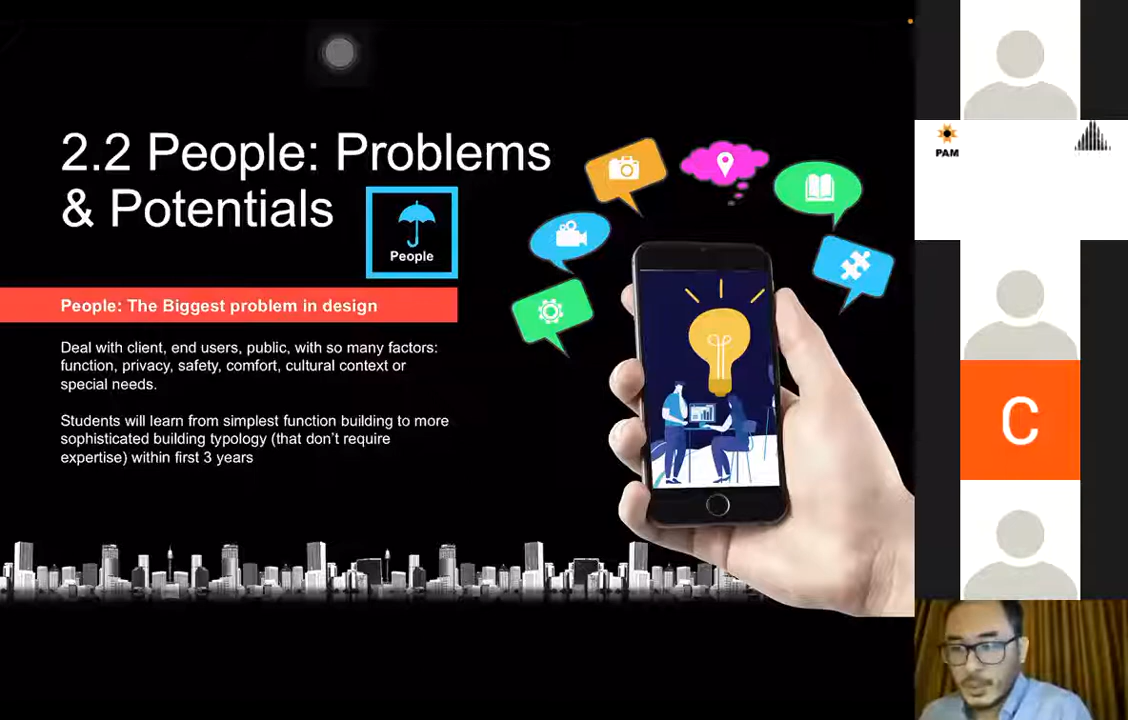 2.2 People: Problems
& Potentials
People
People: The Biggest problem in design
Deal with client, end users, public, with so many factors:
function, privacy, safety, comfort, cultural context or
special needs.
Students will learn from simplest function building to more
sophisticated building typology (that don't require
expertise) within first 3 years
PAM
C